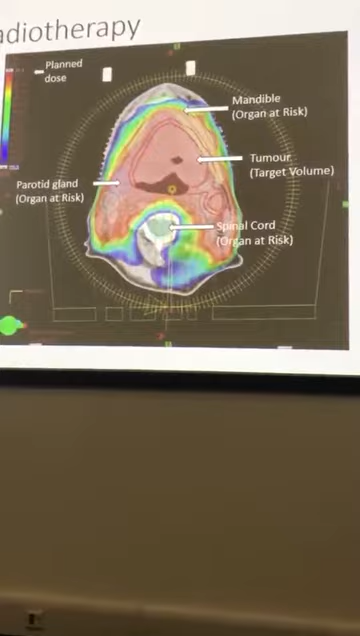 adiotherapy
Planned
dose
Mandible
(Organ at Risk)
Tumour
(Target Volume)
Parotid gland
(Organ at Risk)
Spinal Cord
(Organ at Risk)